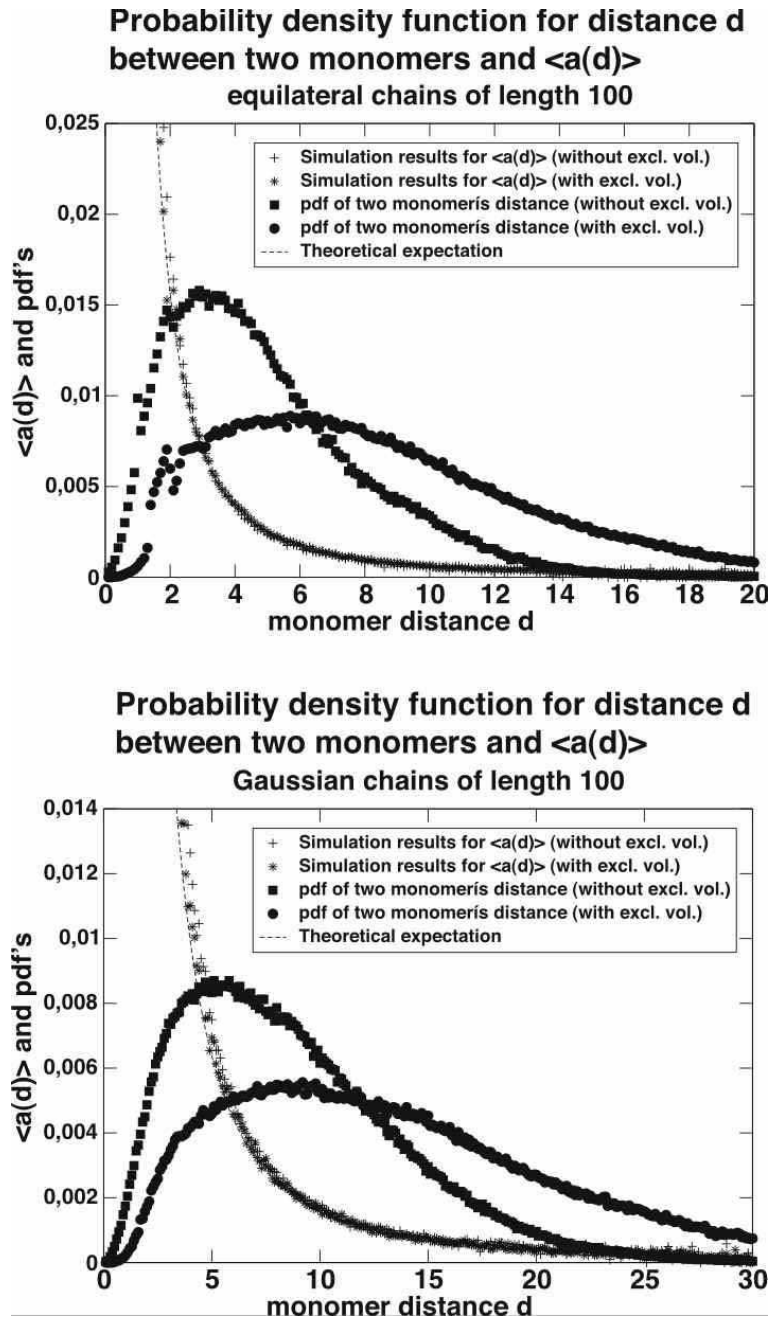 Probability density function for distance d
between two monomers and <a(d)>
equilateral chains of length 100
0,025
0,02
0,015
0,01
0,005
0
<a(d)> and pdf's
Simulation results for <a(d)> (without excl. vol.)
Simulation results for <a(d)> (with excl. vol.)
pdf of two monomerís distance (without excl. vol.)
pdf of two monomerís distance (with excl. vol.)
Theoretical expectation
0 2 4 6 8 10 12 14 16 18 20
monomer distance d
Probability density function for distance d
between two monomers and <a(d)>
Gaussian chains of length 100
0,014
0,012
0,01
0,008
0,006
0,004
0,002
0
<a(d)> and pdf's
Simulation results for <a(d)> (without excl. vol.)
Simulation results for <a(d)> (with excl. vol.)
pdf of two monomerís distance (without excl. vol.)
pdf of two monomerís distance (with excl. vol.)
Theoretical expectation
0 5 10 15 20 25 30
monomer distance d